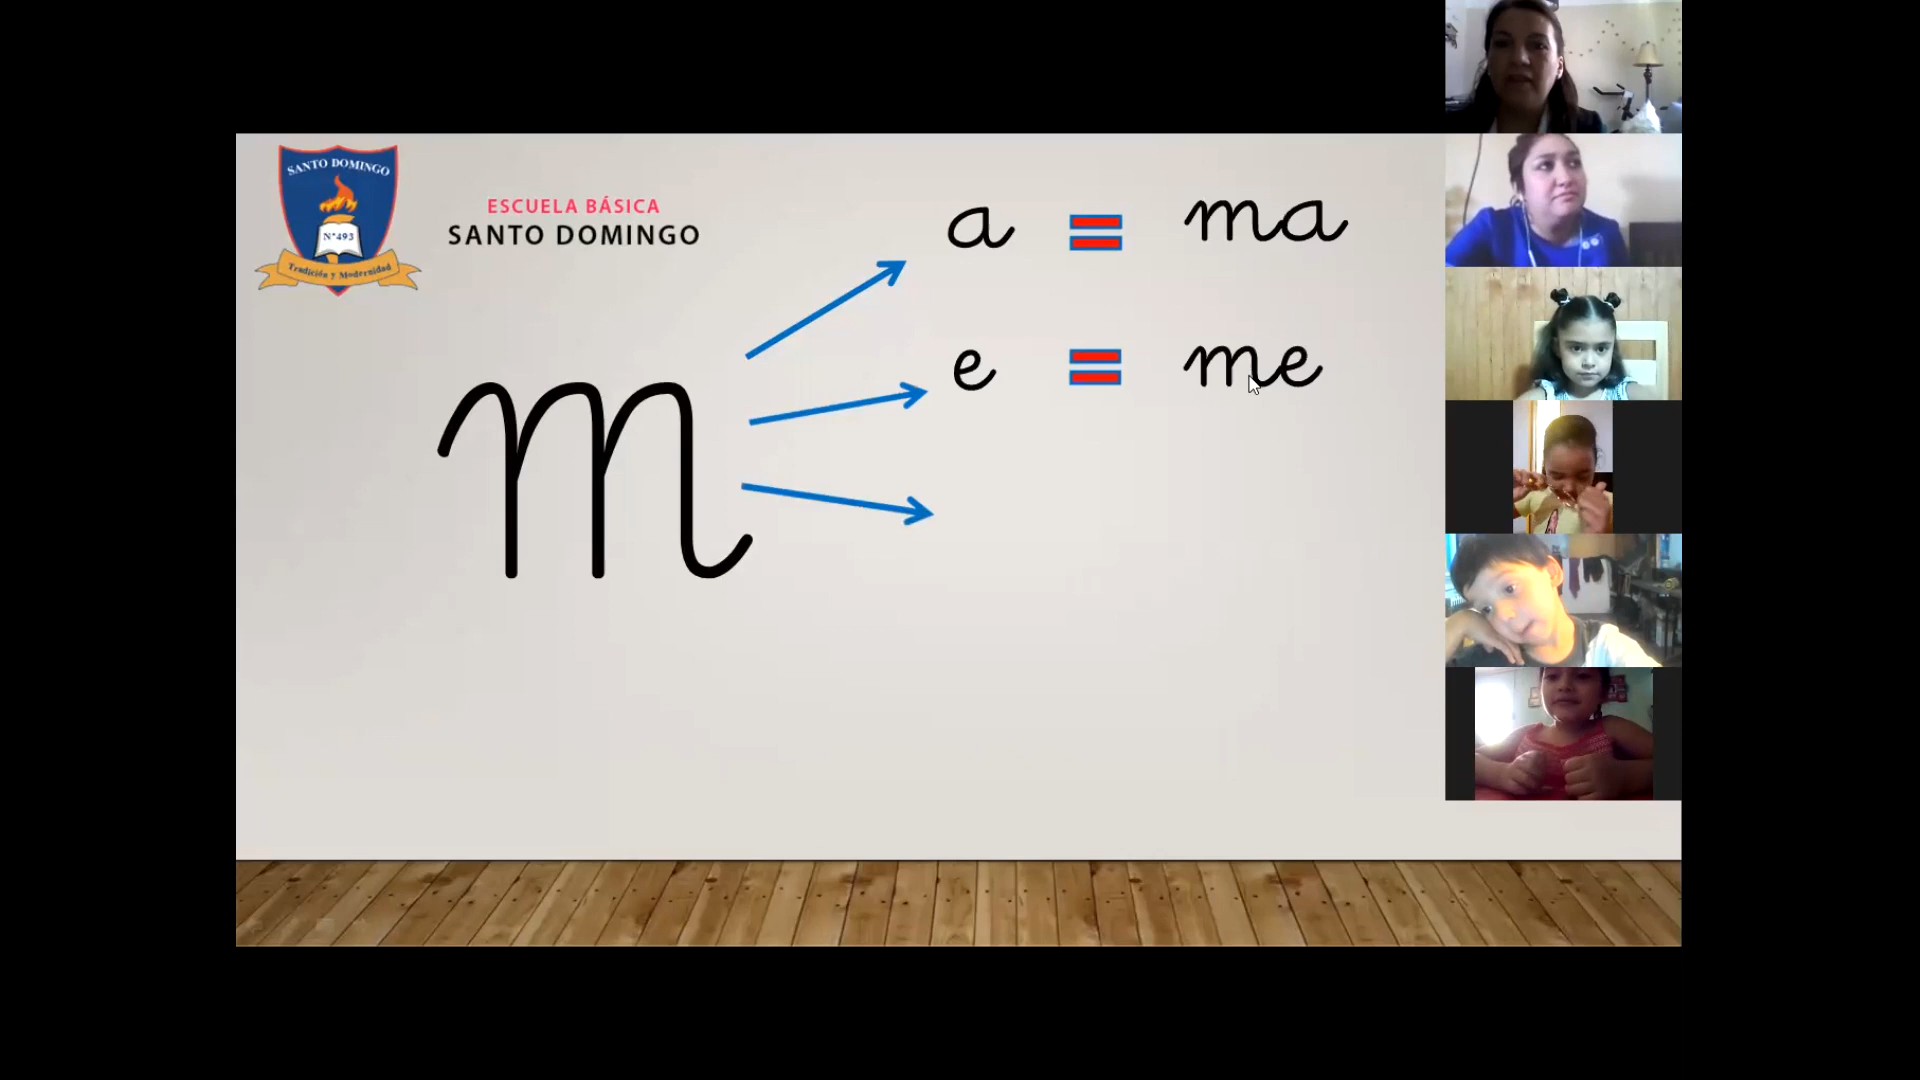 SANTO DOMINGO
N°493
Tradición y Modernidad
ESCUELA BÁSICA
SANTO DOMINGO
a = ma
m
e = me